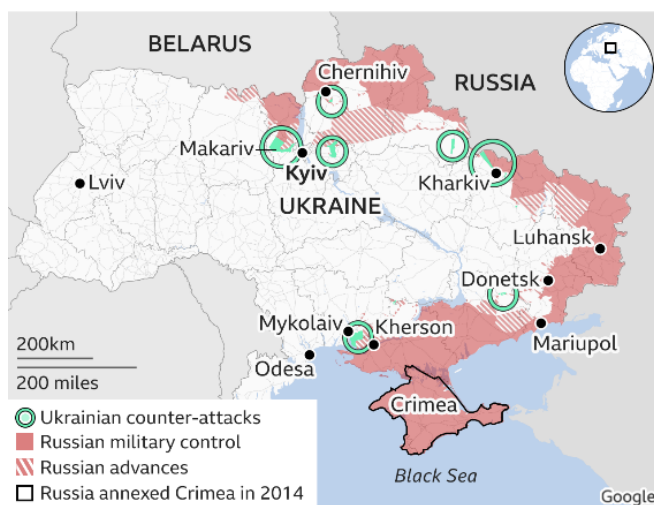 BELARUS
RUSSIA
Chernihiv
Makariv
Kyiv
Lviv
Kharkiv
UKRAINE
Luhansk
Donetsk
Mykolaiv
Kherson
Mariupol
Odesa
200km
200 miles
Crimea
Black Sea
Ukrainian counter-attacks
Russian military control
Russian advances
Russia annexed Crimea in 2014
Google